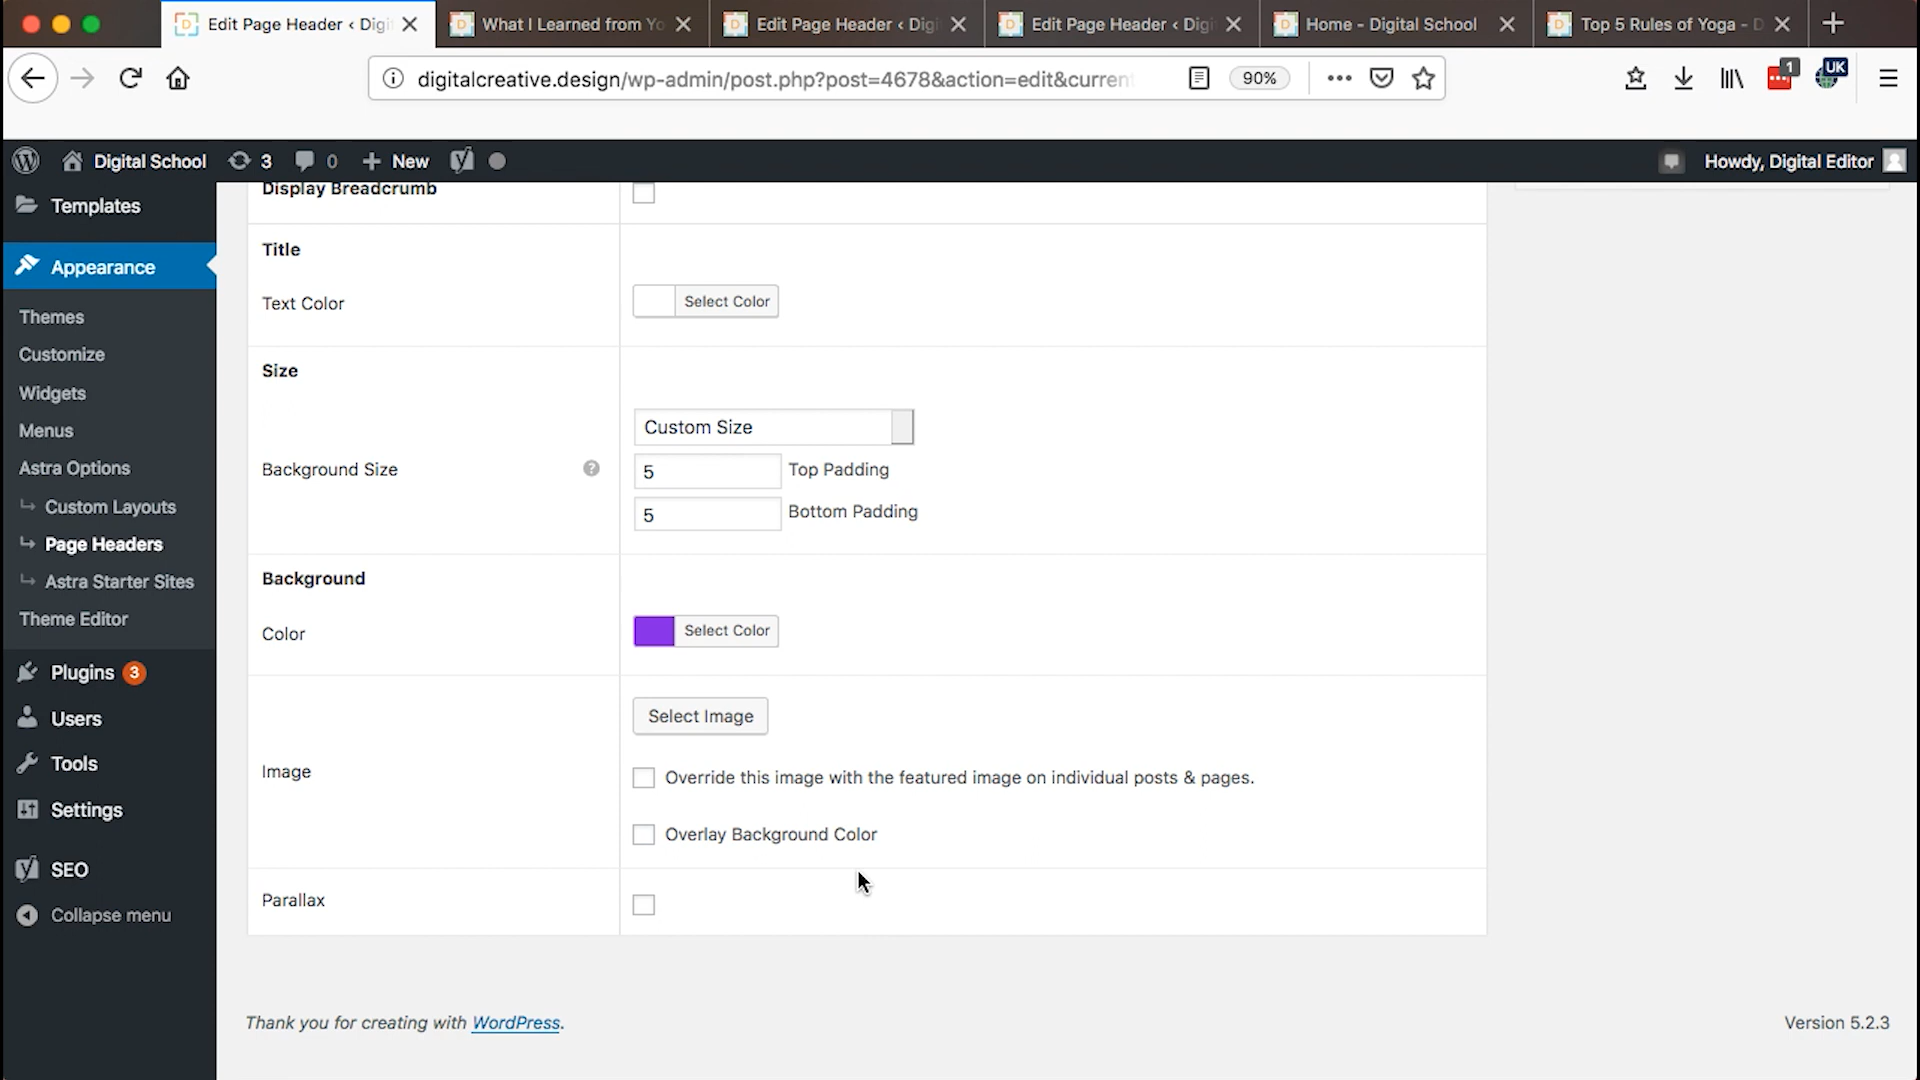 Edit Page Header ‹ Digi
What I Learned from Yo
Edit Page Header ‹ Digi
Edit Page Header ‹ Digi
Home - Digital School
Top 5 Rules of Yoga - D
digitalcreative.design/wp-admin/post.php?post=4678&action=edit&current
90%
1
UK
Digital School
3
0
New
Howdy, Digital Editor
Templates
Appearance
Themes
Customize
Widgets
Menus
Astra Options
Custom Layouts
Page Headers
Astra Starter Sites
Theme Editor
Plugins 3
Users
Tools
Settings
SEO
Collapse menu
Display Breadcrumb
Title
Text Color
Select Color
Size
Custom Size
Background Size
?
5
Top Padding
5
Bottom Padding
Background
Color
Select Color
Select Image
Image
Override this image with the featured image on individual posts & pages.
Overlay Background Color
Parallax
Thank you for creating with WordPress.
Version 5.2.3